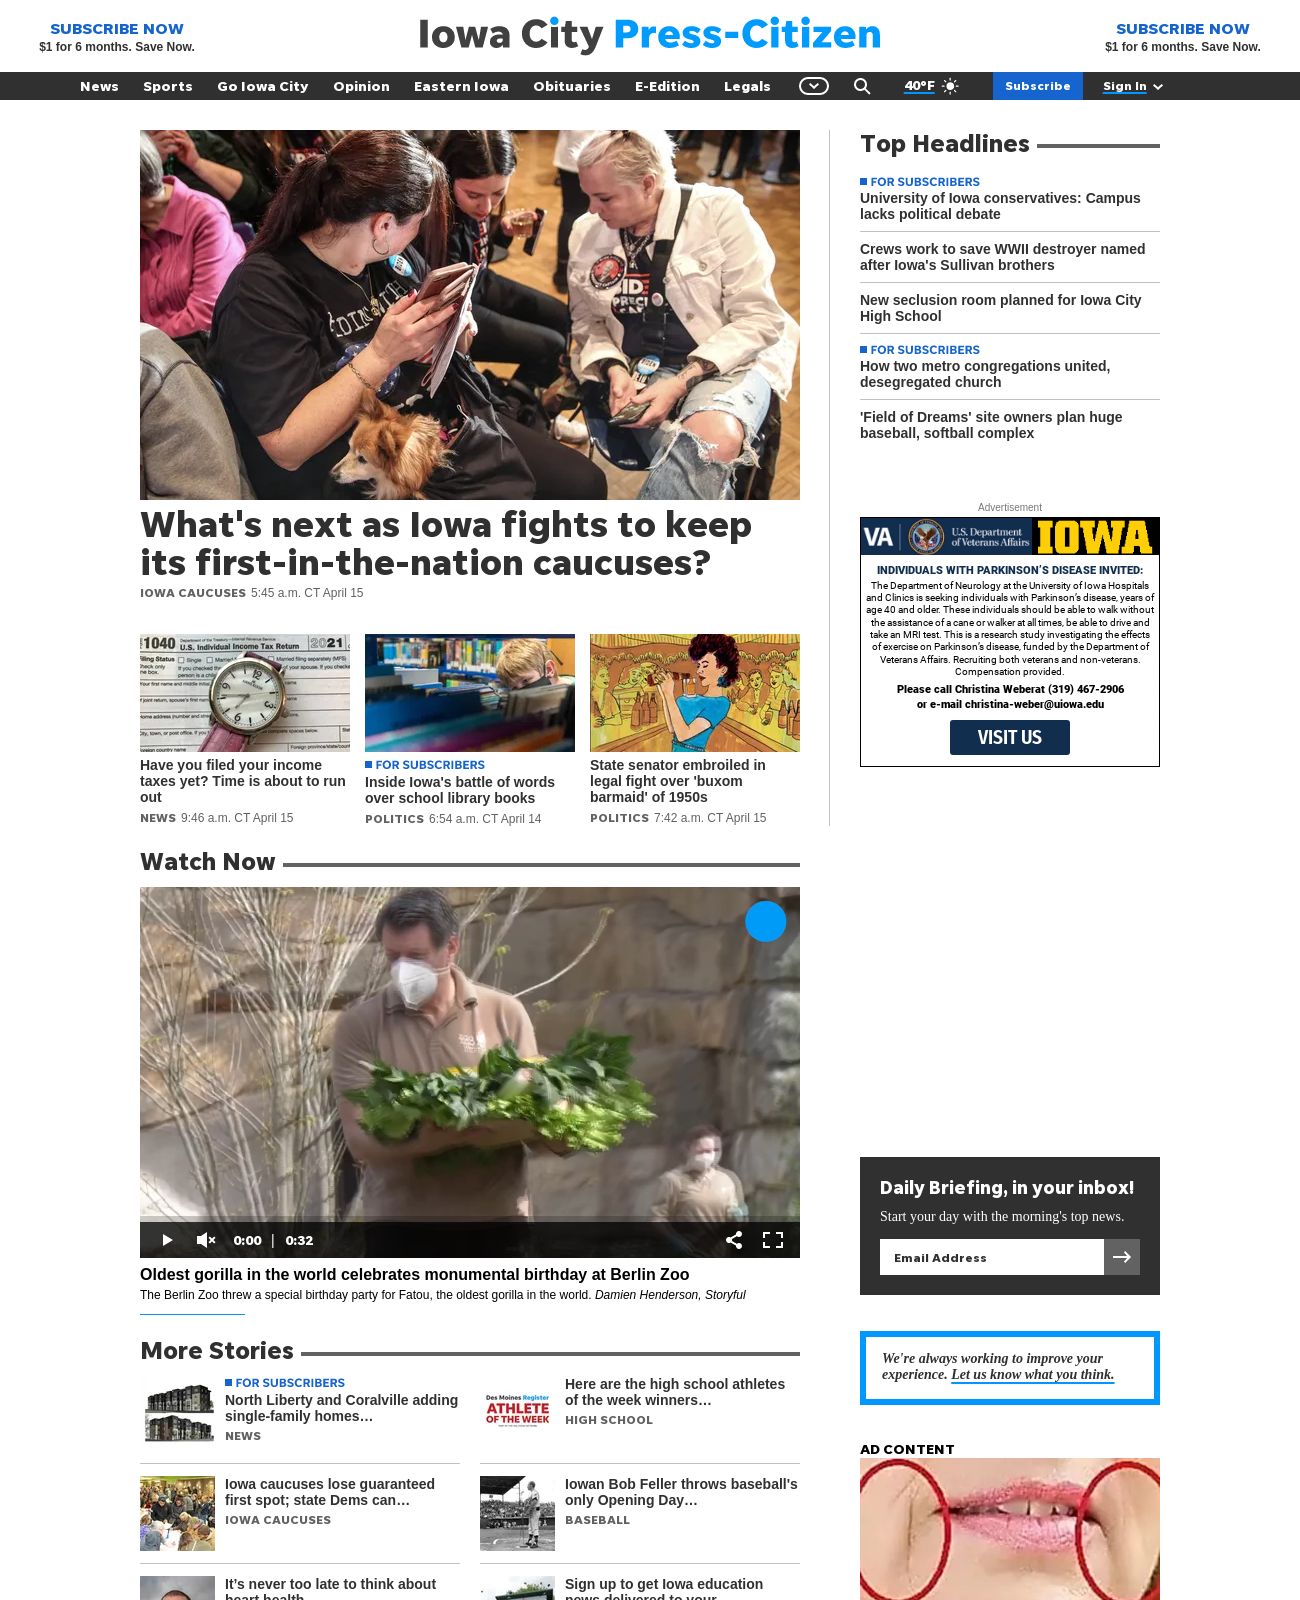 SUBSCRIBE NOW
$1 for 6 months. Save Now.
Iowa City Press-Citizen
SUBSCRIBE NOW
$1 for 6 months. Save Now.
News Sports Go Iowa City Opinion Eastern Iowa Obituaries E-Edition Legals 40°F Subscribe Sign In
What's next as Iowa fights to keep
its first-in-the-nation caucuses?
IOWA CAUCUSES 5:45 a.m. CT April 15
1040 U.S. Individual Income Tax Return 2021
Have you filed your income
taxes yet? Time is about to run
out
NEWS 9:46 a.m. CT April 15
FOR SUBSCRIBERS
Inside Iowa's battle of words
over school library books
POLITICS 6:54 a.m. CT April 14
State senator embroiled in
legal fight over 'buxom
barmaid' of 1950s
POLITICS 7:42 a.m. CT April 15
Top Headlines
FOR SUBSCRIBERS
University of Iowa conservatives: Campus
lacks political debate
Crews work to save WWII destroyer named
after Iowa's Sullivan brothers
New seclusion room planned for Iowa City
High School
FOR SUBSCRIBERS
How two metro congregations united,
desegregated church
'Field of Dreams' site owners plan huge
baseball, softball complex
Advertisement
VA U.S. Department
of Veterans Affairs
IOWA
INDIVIDUALS WITH PARKINSON'S DISEASE INVITED:
The Department of Neurology at the University of Iowa Hospitals
and Clinics is seeking individuals with Parkinson's disease, years of
age 40 and older. These individuals should be able to walk without
the assistance of a cane or walker at all times, be able to drive and
take an MRI test. This is a research study investigating the effects
of exercise on Parkinson's disease, funded by the Department of
Veterans Affairs. Recruiting both veterans and non-veterans.
Compensation provided.
Please call Christina Weberat (319) 467-2906
or e-mail christina-weber@uiowa.edu
VISIT US
Watch Now
0:00 | 0:32
Oldest gorilla in the world celebrates monumental birthday at Berlin Zoo
The Berlin Zoo threw a special birthday party for Fatou, the oldest gorilla in the world. Damien Henderson, Storyful
Daily Briefing, in your inbox!
Start your day with the morning's top news.
Email Address
We're always working to improve your
experience. Let us know what you think.
More Stories
FOR SUBSCRIBERS
North Liberty and Coralville adding
single-family homes…
NEWS
Des Moines Register
ATHLETE
OF THE WEEK
Here are the high school athletes
of the week winners…
HIGH SCHOOL
Iowa caucuses lose guaranteed
first spot; state Dems can…
IOWA CAUCUSES
Iowan Bob Feller throws baseball's
only Opening Day…
BASEBALL
It's never too late to think about
heart health
Sign up to get Iowa education
news delivered to your
AD CONTENT